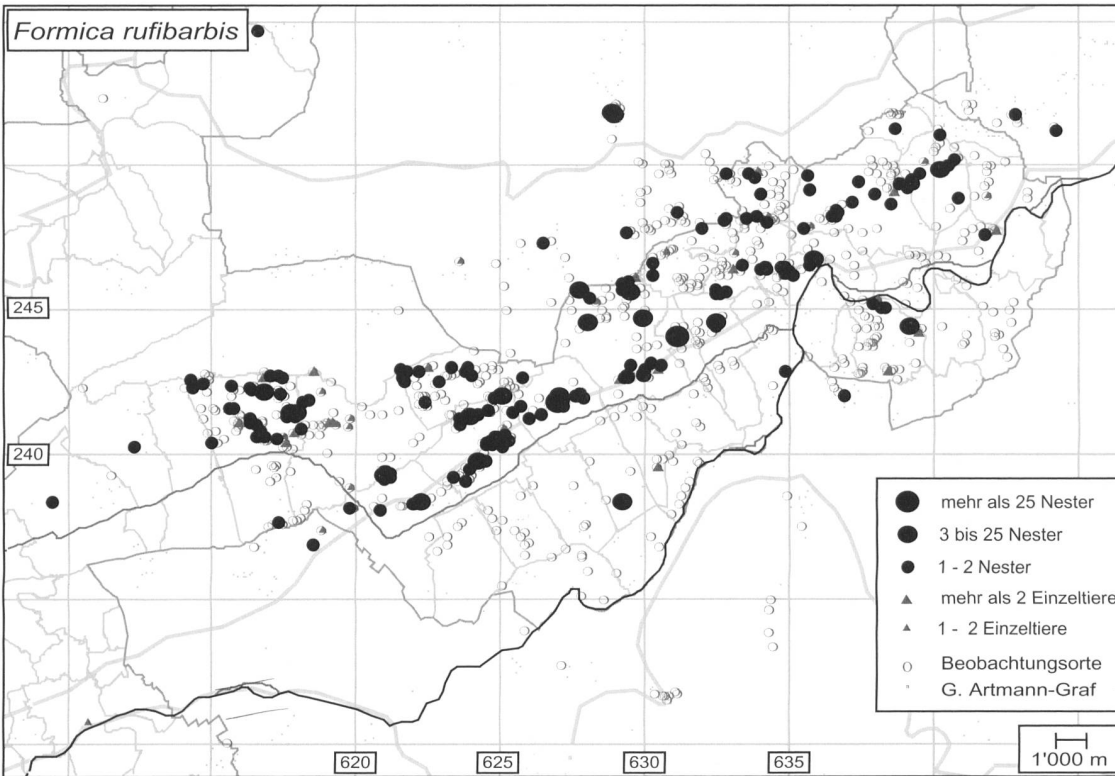 Formica rufibarbis
245
240
mehr als 25 Nester
3 bis 25 Nester
1 - 2 Nester
mehr als 2 Einzeltiere
1 - 2 Einzeltiere
Beobachtungsorte
G. Artmann-Graf
620
625
630
635
1'000 m